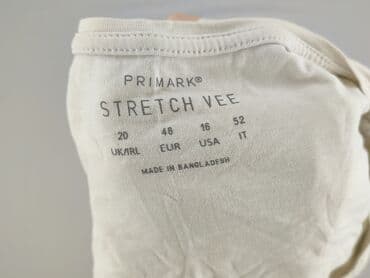 PRIMARK®
STRETCH VEE
20 48 16 52
UK/IRL EUR USA IT
MADE IN BANGLADESH